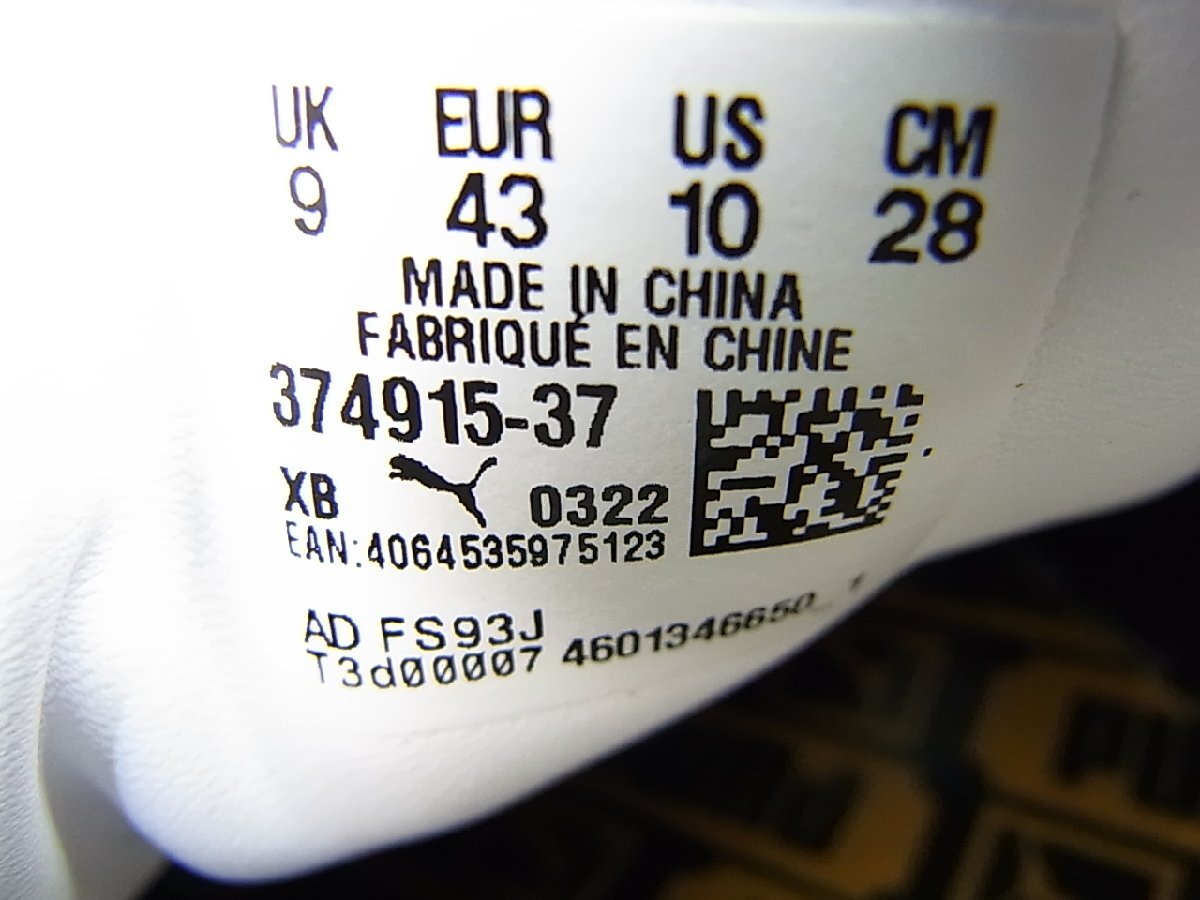 UK EUR US CM
9 43 10 28
MADE IN CHINA
FABRIQUÉ EN CHINE
374915-37
XB 0322
EAN:4064535975123
AD FS93J
T3d00007 4601346650_